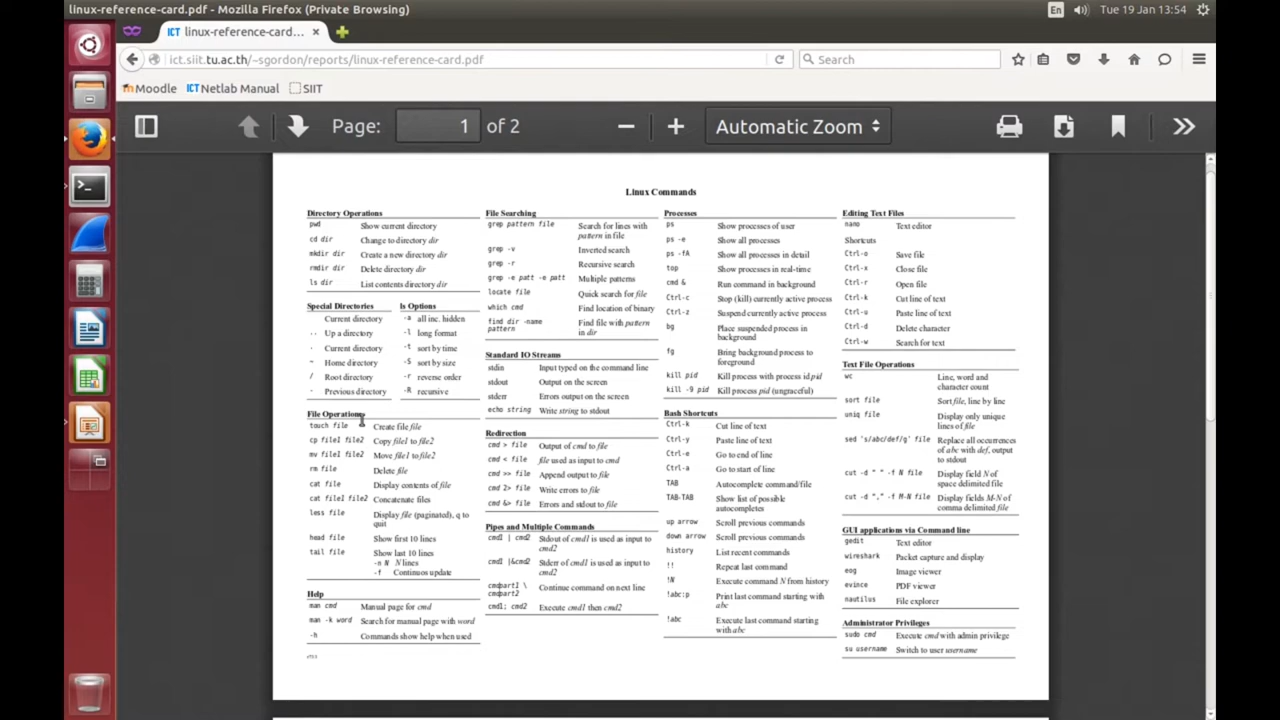 linux-reference-card.pdf - Mozilla Firefox (Private Browsing)
En
Tue 19 Jan 13:54
ICT linux-reference-card...
ict.siit.tu.ac.th/~sgordon/reports/linux-reference-card.pdf
Search
Moodle ICT Netlab Manual SIIT
Page: 1 of 2
Automatic Zoom
Linux Commands
Directory Operations
pwd Show current directory
cd dir Change to directory dir
mkdir dir Create a new directory dir
rmdir dir Delete directory dir
ls dir List contents directory dir
Special Directories
Current directory
.. Up a directory
. Current directory
~ Home directory
/ Root directory
- Previous directory
ls Options
-a all inc. hidden
-l long format
-t sort by time
-S sort by size
-r reverse order
-R recursive
File Operations
touch file Create file file
cp file1 file2 Copy file1 to file2
mv file1 file2 Move file1 to file2
rm file Delete file
cat file Display contents of file
cat file1 file2 Concatenate files
less file Display file (paginated), q to
quit
head file Show first 10 lines
tail file Show last 10 lines
-n N N lines
-f Continuos update
Help
man cmd Manual page for cmd
man -k word Search for manual page with word
-h Commands show help when used
File Searching
grep pattern file Search for lines with
pattern in file
grep -v Inverted search
grep -r Recursive search
grep -e patt -e patt Multiple patterns
locate file Quick search for file
which cmd Find location of binary
find dir -name Find file with pattern
pattern in dir
Standard IO Streams
stdin Input typed on the command line
stdout Output on the screen
stderr Errors output on the screen
echo string Write string to stdout
Redirection
cmd > file Output of cmd to file
cmd < file file used as input to cmd
cmd >> file Append output to file
cmd 2> file Write errors to file
cmd &> file Errors and stdout to file
Pipes and Multiple Commands
cmd1 | cmd2 Stdout of cmd1 is used as input to
cmd2
cmd1 |& cmd2 Stderr of cmd1 is used as input to
cmd2
cmdpart1 \ Continue command on next line
cmdpart2
cmd1; cmd2 Execute cmd1 then cmd2
Processes
ps Show processes of user
ps -e Show all processes
ps -fA Show all processes in detail
top Show processes in real-time
cmd & Run command in background
Ctrl-c Stop (kill) currently active process
Ctrl-z Suspend currently active process
bg Place suspended process in
background
fg Bring background process to
foreground
kill pid Kill process with process id pid
kill -9 pid Kill process pid (ungraceful)
Bash Shortcuts
Ctrl-k Cut line of text
Ctrl-y Paste line of text
Ctrl-e Go to end of line
Ctrl-a Go to start of line
TAB Autocomplete command/file
TAB-TAB Show list of possible
autocompletes
up arrow Scroll previous commands
down arrow Scroll previous commands
history List recent commands
!! Repeat last command
!N Execute command N from history
!abc:p Print last command starting with
abc
!abc Execute last command starting
with abc
Editing Text Files
nano Text editor
Shortcuts
Ctrl-o Save file
Ctrl-x Close file
Ctrl-r Open file
Ctrl-k Cut line of text
Ctrl-u Paste line of text
Ctrl-d Delete character
Ctrl-w Search for text
Text File Operations
wc Line, word and
character count
sort file Sort file, line by line
uniq file Display only unique
lines of file
sed 's/abc/def/g' file Replace all occurrences
of abc with def, output
to stdout
cut -d " " -f N file Display field N of
space delimited file
cut -d "," -f M-N file Display fields M-N of
comma delimited file
GUI applications via Command line
gedit Text editor
wireshark Packet capture and display
eog Image viewer
evince PDF viewer
nautilus File explorer
Administrator Privileges
sudo cmd Execute cmd with admin privilege
su username Switch to user username